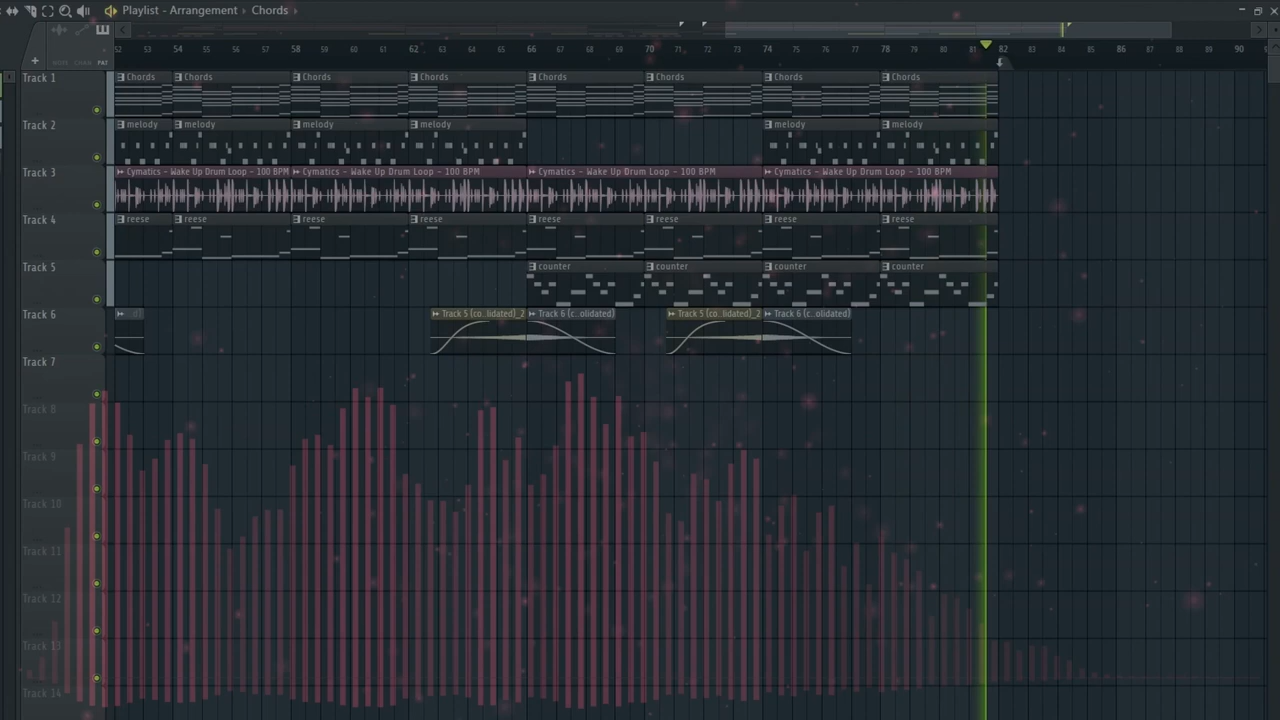 Playlist - Arrangement › Chords ›
52 53 54 55 56 57 58 59 60 61 62 63 64 65 66 67 68 69 70 71 72 73 74 75 76 77 78 79 80 81 82 83 84 85 86 87 88 89 90
MOVE CHAN PAT
Track 1
Chords Chords Chords Chords Chords Chords Chords Chords
Track 2
melody melody melody melody melody melody
Track 3
Cymatics - Wake Up Drum Loop - 100 BPM Cymatics - Wake Up Drum Loop - 100 BPM Cymatics - Wake Up Drum Loop - 100 BPM Cymatics - Wake Up Drum Loop - 100 BPM
Track 4
reese reese reese reese reese reese reese reese
Track 5
counter counter counter counter
Track 6
Track 5 (co..lidated)_2 Track 6 (c..olidated) Track 5 (co..lidated)_2 Track 6 (c..olidated)
Track 7
Track 8
Track 9
Track 10
Track 11
Track 12
Track 13
Track 14